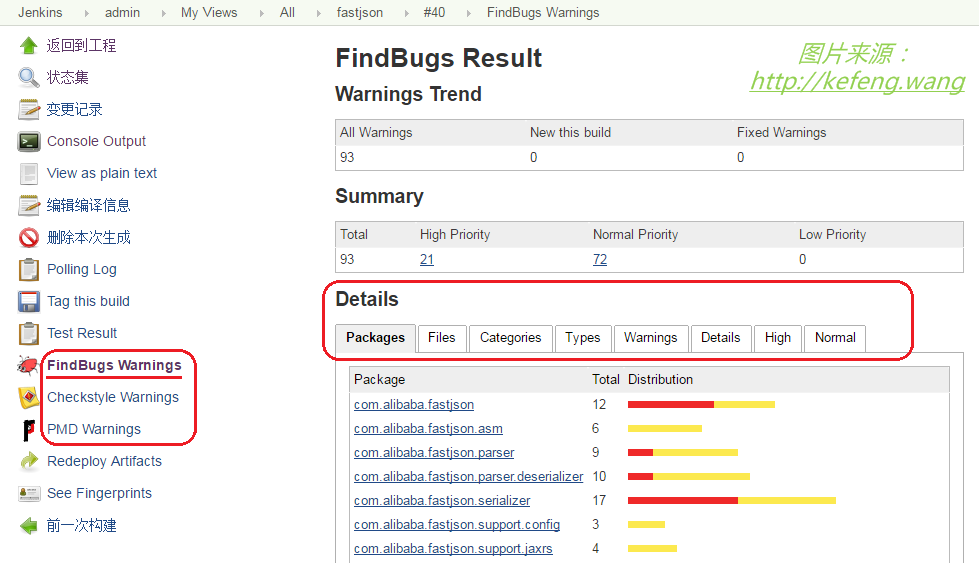 Jenkins admin My Views All fastjson #40 FindBugs Warnings
返回到工程
状态集
变更记录
Console Output
View as plain text
编辑编译信息
删除本次生成
Polling Log
Tag this build
Test Result
FindBugs Warnings
Checkstyle Warnings
PMD Warnings
Redeploy Artifacts
See Fingerprints
前一次构建
图片来源：
http://kefeng.wang
FindBugs Result
Warnings Trend
All Warnings New this build Fixed Warnings
93 0 0
Summary
Total High Priority Normal Priority Low Priority
93 21 72 0
Details
Packages Files Categories Types Warnings Details High Normal
Package Total Distribution
com.alibaba.fastjson 12
com.alibaba.fastjson.asm 6
com.alibaba.fastjson.parser 9
com.alibaba.fastjson.parser.deserializer 10
com.alibaba.fastjson.serializer 17
com.alibaba.fastjson.support.config 3
com.alibaba.fastjson.support.jaxrs 4